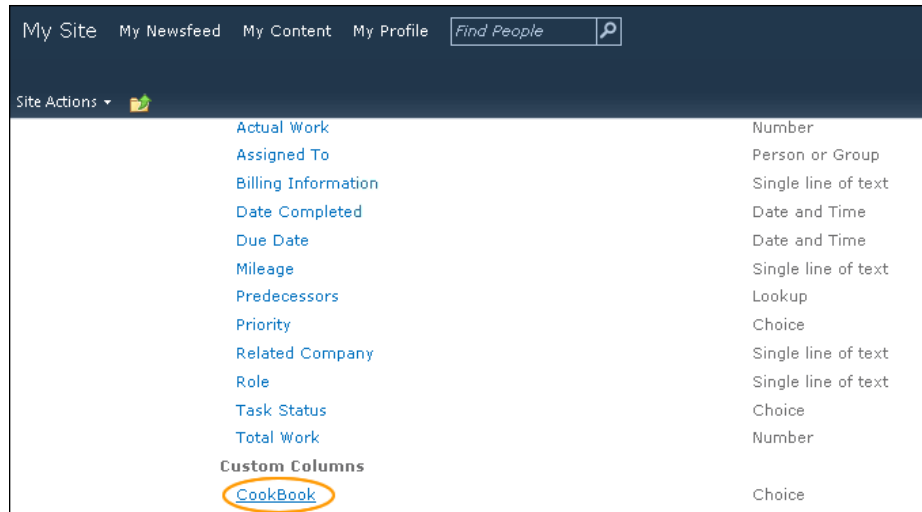 My Site My Newsfeed My Content My Profile Find People
Site Actions
Actual Work Number
Assigned To Person or Group
Billing Information Single line of text
Date Completed Date and Time
Due Date Date and Time
Mileage Single line of text
Predecessors Lookup
Priority Choice
Related Company Single line of text
Role Single line of text
Task Status Choice
Total Work Number
Custom Columns
CookBook Choice